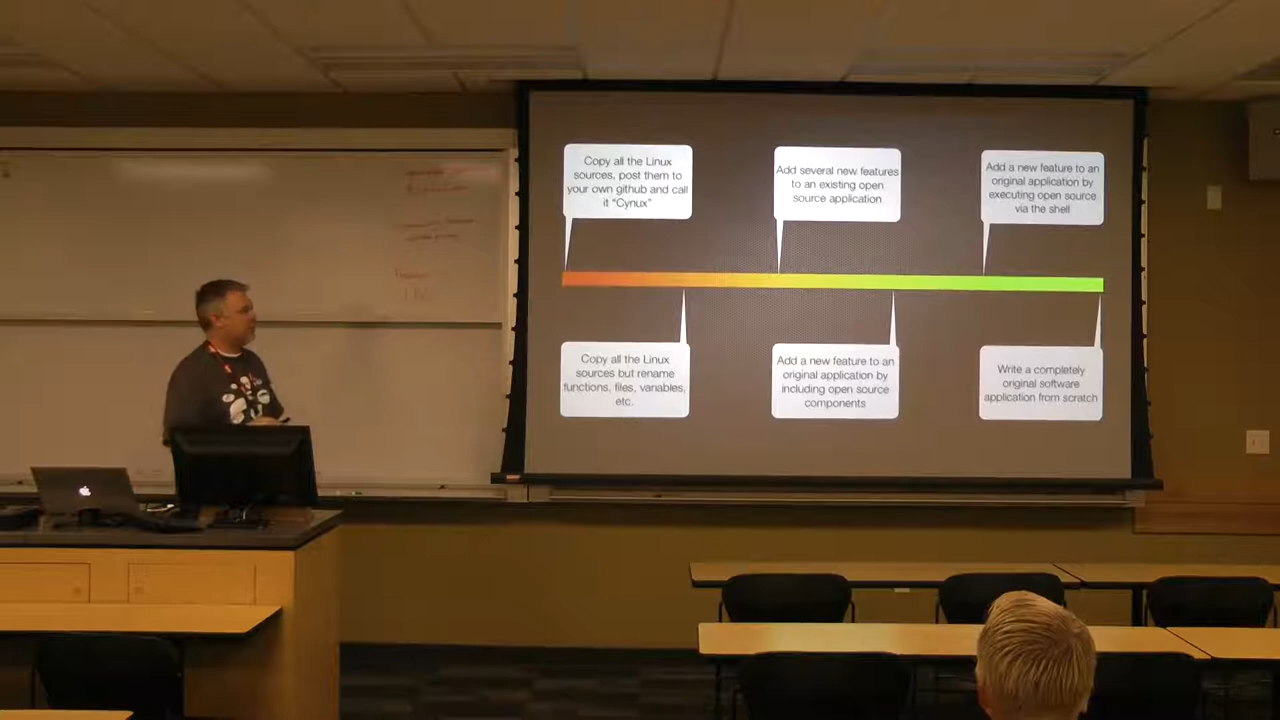 Copy all the Linux
sources, post them to
your own github and call
it “Cynux”
Add several new features
to an existing open
source application
Add a new feature to an
original application by
executing open source
via the shell
Copy all the Linux
sources but rename
functions, files, variables,
etc.
Add a new feature to an
original application by
including open source
components
Write a completely
original software
application from scratch